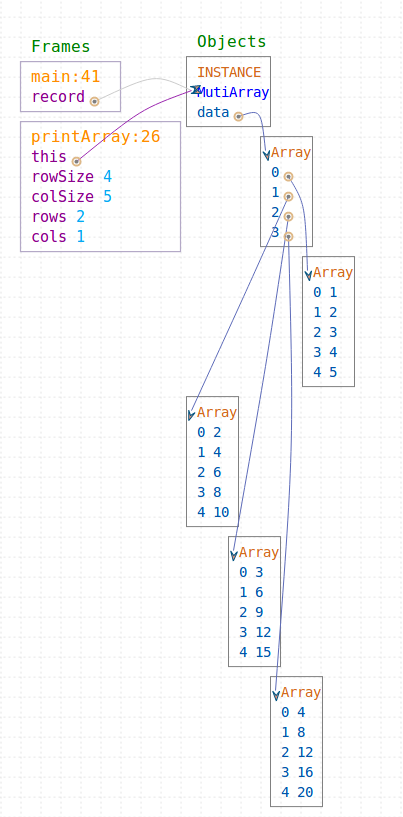 Frames
Objects
main:41
record
INSTANCE
MutiArray
data
printArray:26
this
rowSize 4
colSize 5
rows 2
cols 1
Array
0
1
2
3
Array
0 1
1 2
2 3
3 4
4 5
Array
0 2
1 4
2 6
3 8
4 10
Array
0 3
1 6
2 9
3 12
4 15
Array
0 4
1 8
2 12
3 16
4 20